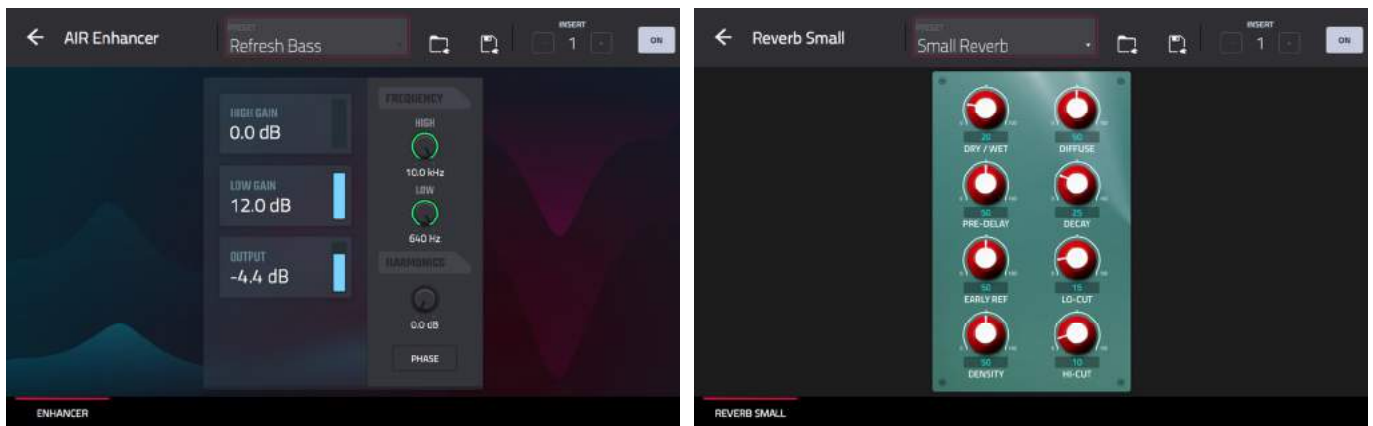 AIR Enhancer
PRESET
Refresh Bass
INSERT
1
ON
HIGH GAIN
0.0 dB
LOW GAIN
12.0 dB
OUTPUT
-4.4 dB
FREQUENCY
HIGH
10.0 kHz
LOW
640 Hz
HARMONICS
0.0 dB
PHASE
ENHANCER
Reverb Small
PRESET
Small Reverb
INSERT
1
ON
20
DRY / WET
50
DIFFUSE
50
PRE-DELAY
25
DECAY
50
EARLY REF
15
LO-CUT
50
DENSITY
10
HI-CUT
REVERB SMALL